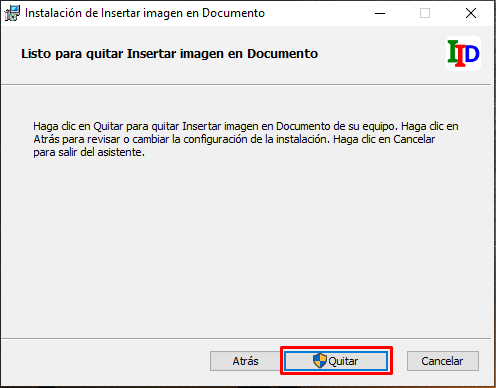 Instalación de Insertar imagen en Documento
Listo para quitar Insertar imagen en Documento
IID
Haga clic en Quitar para quitar Insertar imagen en Documento de su equipo. Haga clic en
Atrás para revisar o cambiar la configuración de la instalación. Haga clic en Cancelar
para salir del asistente.
Atrás
Quitar
Cancelar